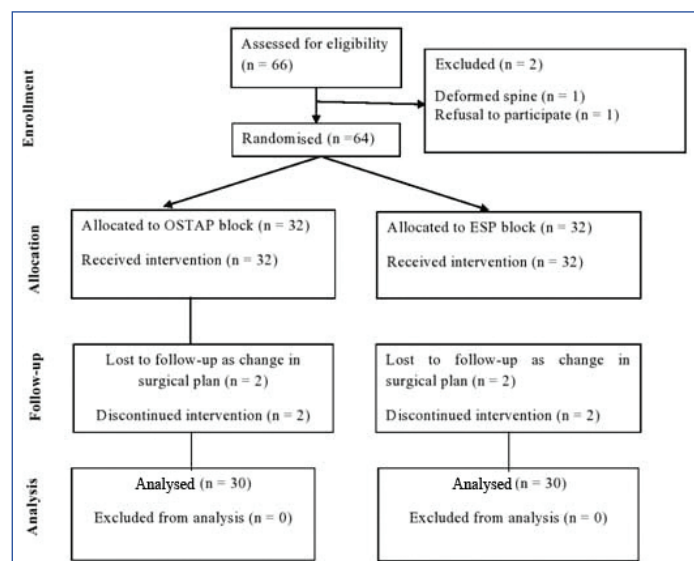 Assessed for eligibility
(n = 66)
Excluded (n = 2)
Deformed spine (n = 1)
Refusal to participate (n = 1)
Enrollment
Randomised (n =64)
Allocated to OSTAP block (n = 32)
Received intervention (n = 32)
Allocated to ESP block (n = 32)
Received intervention (n = 32)
Allocation
Lost to follow-up as change in
surgical plan (n = 2)
Discontinued intervention (n = 2)
Lost to follow-up as change in
surgical plan (n = 2)
Discontinued intervention (n = 2)
Follow-up
Analysed (n = 30)
Excluded from analysis (n = 0)
Analysed (n = 30)
Excluded from analysis (n = 0)
Analysis